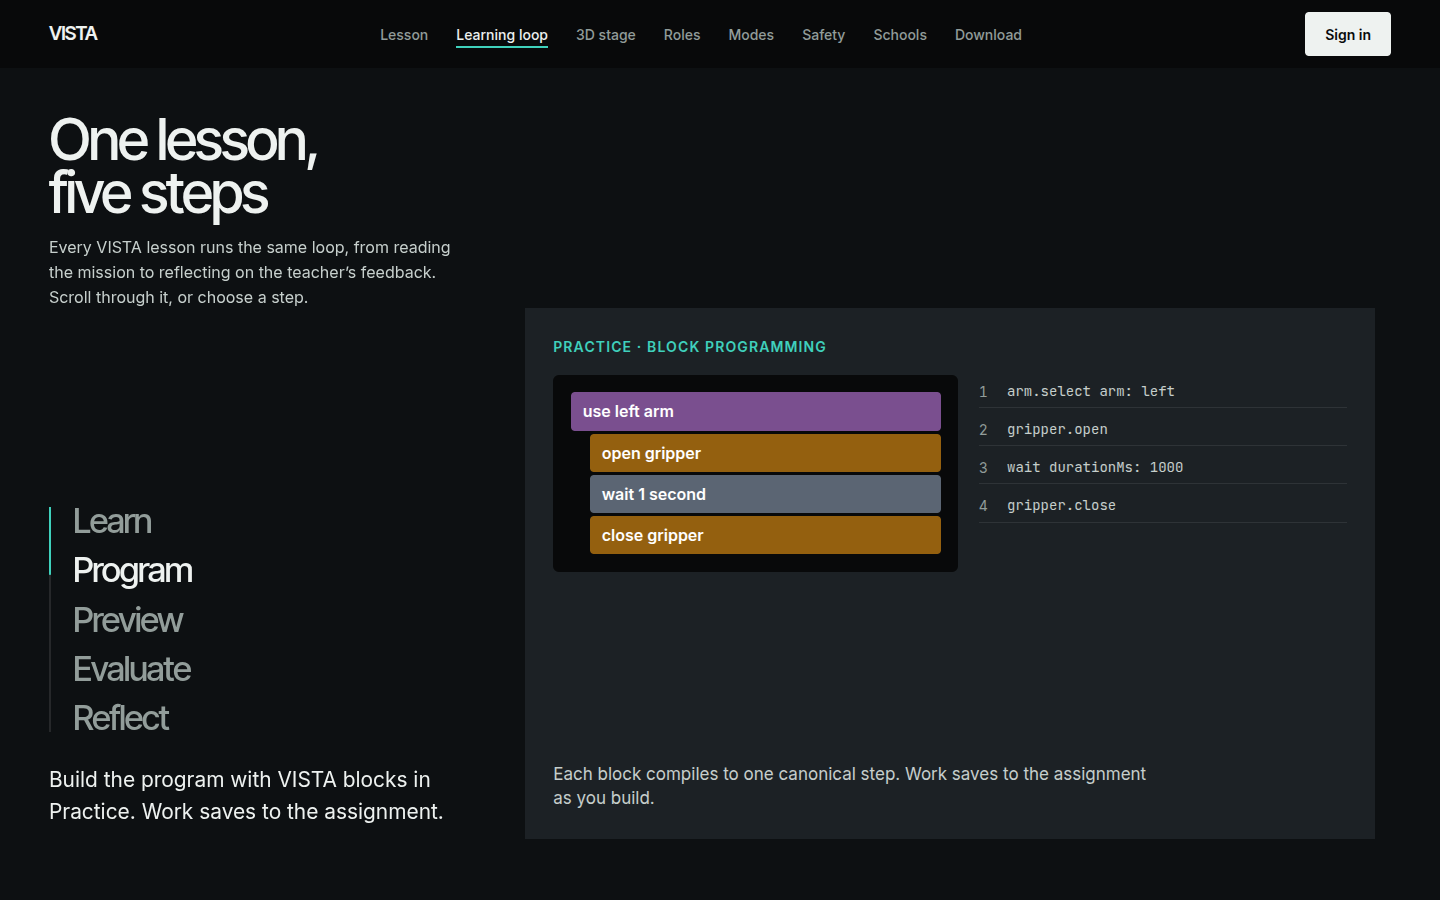 VISTA
Lesson
Learning loop
3D stage
Roles
Modes
Safety
Schools
Download
Sign in
One lesson,
five steps
Every VISTA lesson runs the same loop, from reading
the mission to reflecting on the teacher’s feedback.
Scroll through it, or choose a step.
Learn
Program
Preview
Evaluate
Reflect
Build the program with VISTA blocks in
Practice. Work saves to the assignment.
PRACTICE · BLOCK PROGRAMMING
use left arm
open gripper
wait 1 second
close gripper
1 arm.select arm: left
2 gripper.open
3 wait durationMs: 1000
4 gripper.close
Each block compiles to one canonical step. Work saves to the assignment
as you build.